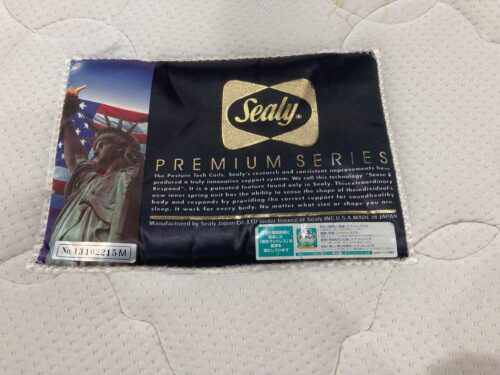 Sealy®
PREMIUM SERIES
The Posture Tech Coils. Sealy's research and consistent improvements have
produced a truly innovative support system. We call this technology "Sense &
Respond". It is a patented feature found only in Sealy. This extraordinary
new inner spring unit has the ability to sense the shape of the individual's
body and responds by providing the correct support for sound healthy
sleep. It work for every body. No matter what size or shape you are.
Manufactured by Sealy Japan Co.,LTD under licence of Sealy INC U.S.A MADE IN JAPAN
No. 13102215M